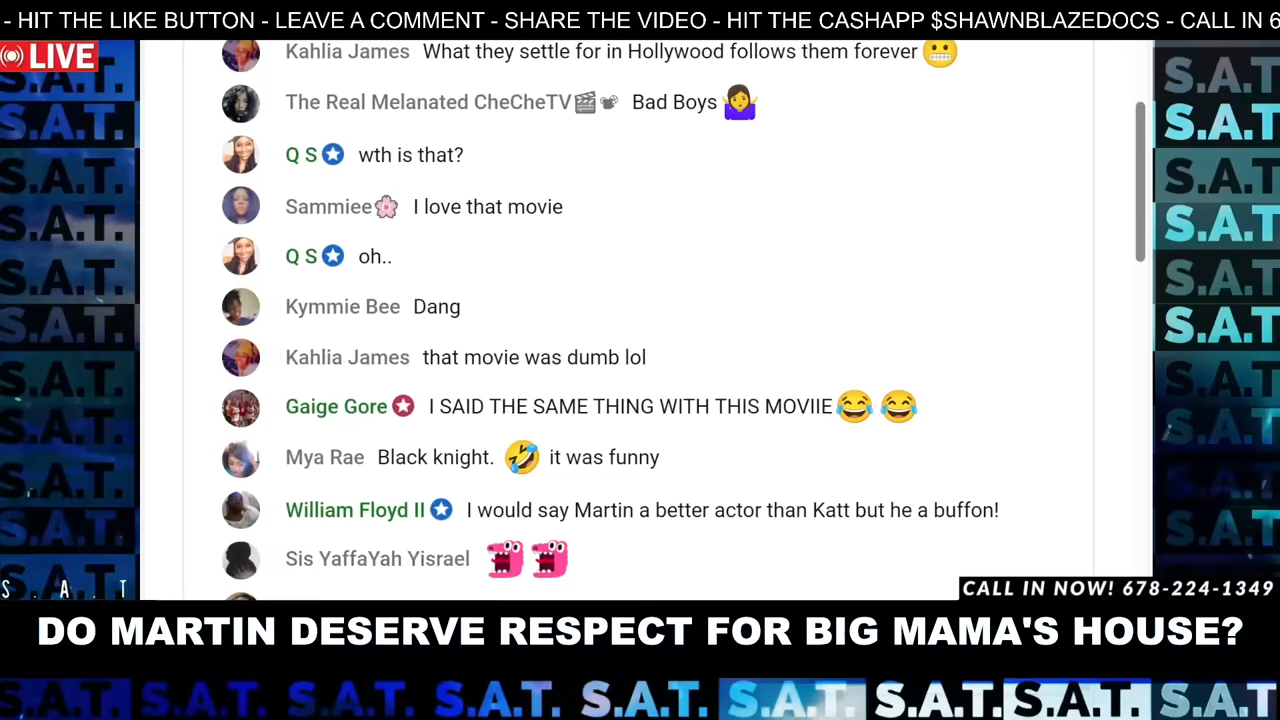 - HIT THE LIKE BUTTON - LEAVE A COMMENT - SHARE THE VIDEO - HIT THE CASHAPP $SHAWNBLAZEDOCS - CALL IN 6
LIVE
Kahlia James What they settle for in Hollywood follows them forever 😬
The Real Melanated CheCheTV🎬📽 Bad Boys 🤷‍♀️
Q S wth is that?
Sammiee🌸 I love that movie
Q S oh..
Kymmie Bee Dang
Kahlia James that movie was dumb lol
Gaige Gore I SAID THE SAME THING WITH THIS MOVIIE😂 😂
Mya Rae Black knight. 🤣 it was funny
William Floyd II I would say Martin a better actor than Katt but he a buffon!
Sis YaffaYah Yisrael
S.A.T.
S.A.T.
S.A.T.
S.A.T.
S.A.T.
S.A.T.
S.A.T.
S.A.T.
S.A.T.
S.A.T.
S.A.T.
S . A . T
S.A.T
S.A.T
S.A.T
S.A.T
S.A.T
S.A.T
S.A.T
S.A.T
S.A.T
S.A.T
CALL IN NOW! 678-224-1349
DO MARTIN DESERVE RESPECT FOR BIG MAMA'S HOUSE?
S.A.T. S.A.T. S.A.T. S.A.T. S.A.T. S.A.T. S.A.T. S.A.T. S.A.T